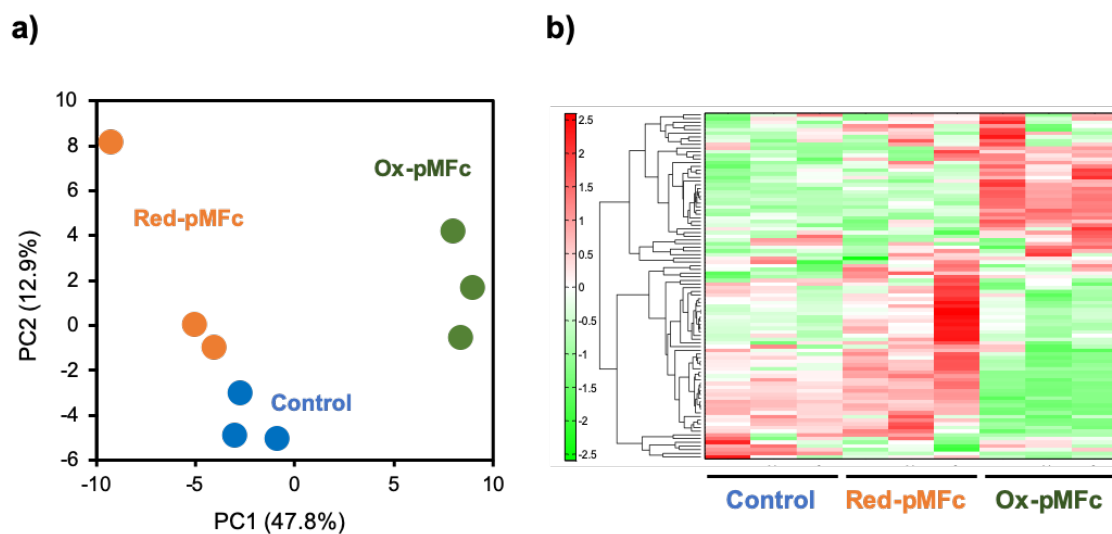 a)
b)
10
8
6
4
2
0
-2
-4
-6
-10
-5
0
5
10
PC2 (12.9%)
PC1 (47.8%)
Red-pMFc
Ox-pMFc
Control
2.5
2
1.5
1
0.5
0
-0.5
-1
-1.5
-2
-2.5
Control
Red-pMFc
Ox-pMFc